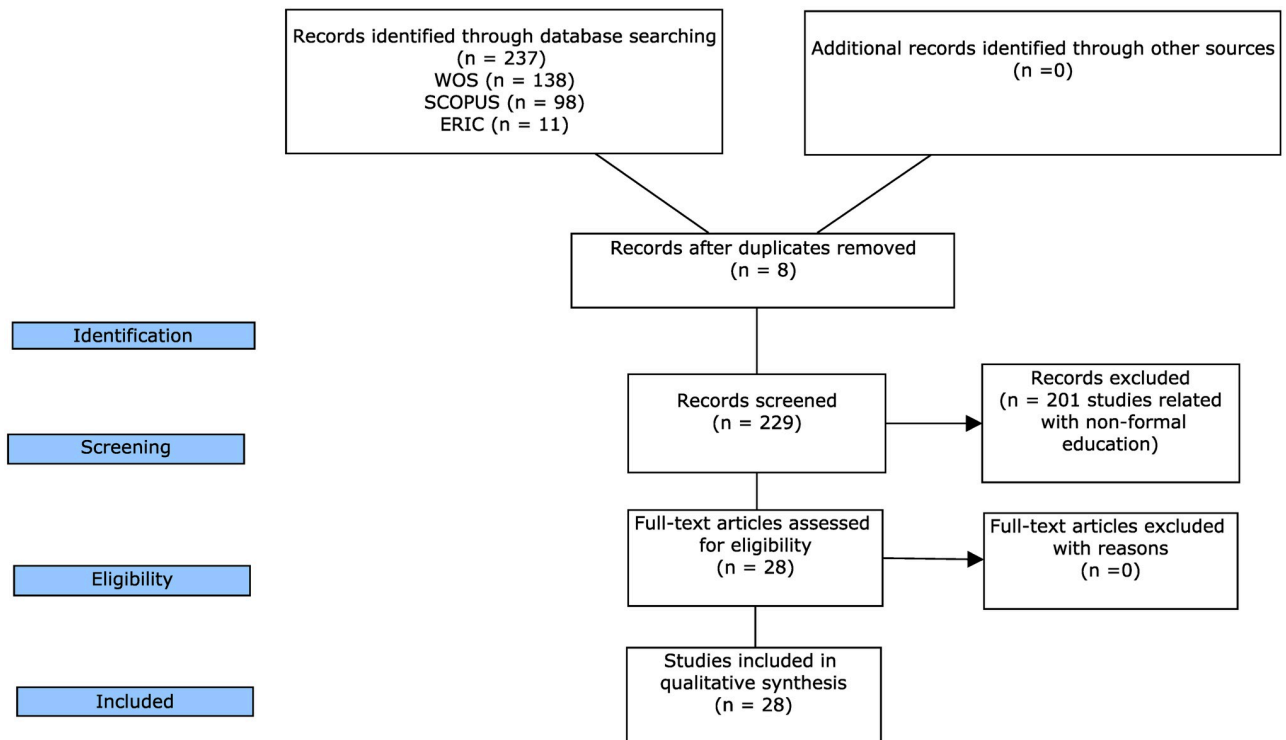 Records identified through database searching
(n = 237)
WOS (n = 138)
SCOPUS (n = 98)
ERIC (n = 11)
Additional records identified through other sources
(n =0)
Records after duplicates removed
(n = 8)
Identification
Records screened
(n = 229)
Records excluded
(n = 201 studies related
with non-formal
education)
Screening
Full-text articles assessed
for eligibility
(n = 28)
Full-text articles excluded
with reasons
(n =0)
Eligibility
Studies included in
qualitative synthesis
(n = 28)
Included